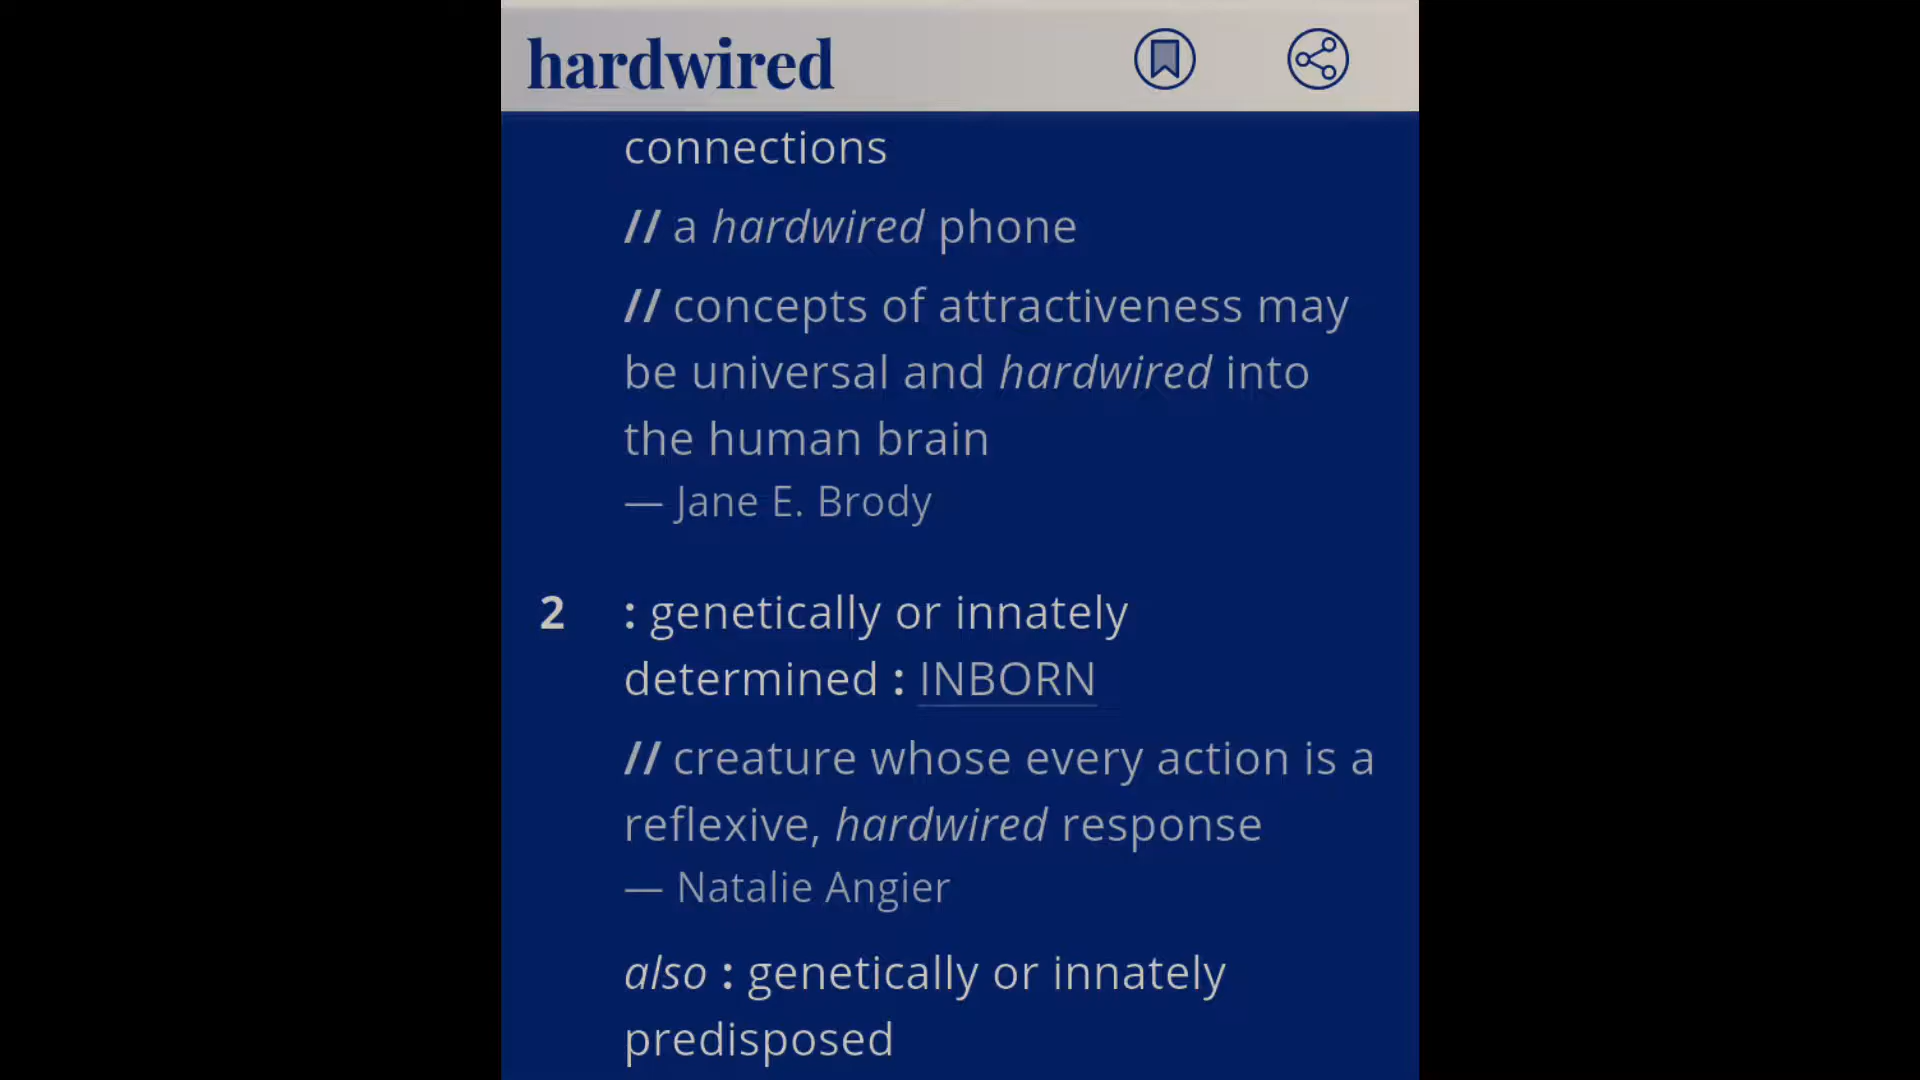 hardwired
connections
// a hardwired phone
// concepts of attractiveness may
be universal and hardwired into
the human brain
— Jane E. Brody
2 : genetically or innately
determined : INBORN
// creature whose every action is a
reflexive, hardwired response
— Natalie Angier
also : genetically or innately
predisposed